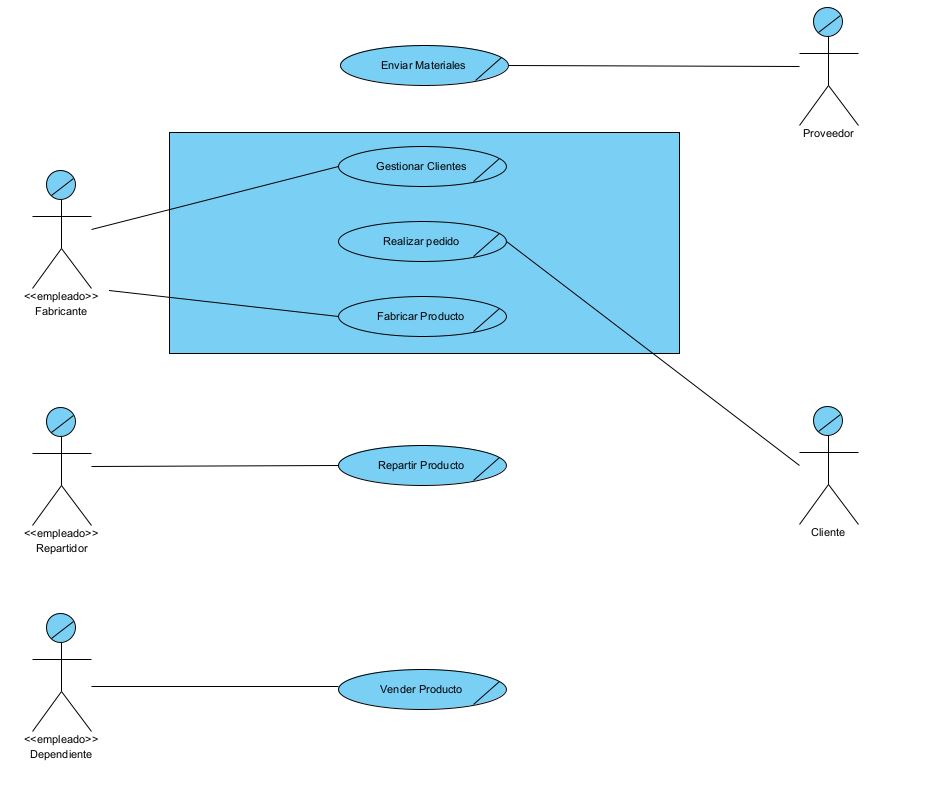 Enviar Materiales
Proveedor
Gestionar Clientes
Realizar pedido
<<empleado>>
Fabricante
Fabricar Producto
Repartir Producto
<<empleado>>
Repartidor
Cliente
Vender Producto
<<empleado>>
Dependiente